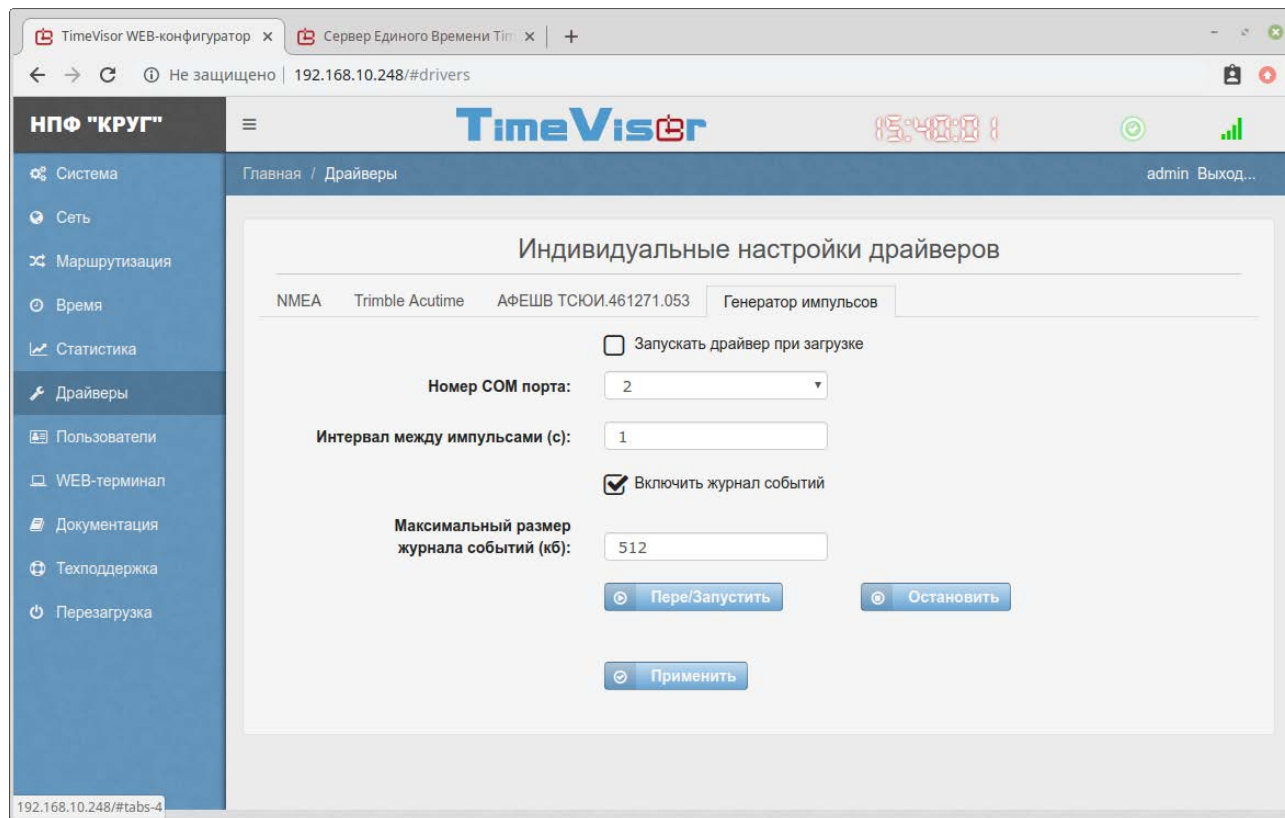 TimeVisor WEB-конфигуратор
Сервер Единого Времени Tim
Не защищено | 192.168.10.248/#drivers
НПФ "КРУГ"
TimeVisor
15:40:01
Система
Главная / Драйверы
admin Выход...
Сеть
Маршрутизация
Время
Статистика
Драйверы
Пользователи
WEB-терминал
Документация
Техподдержка
Перезагрузка
Индивидуальные настройки драйверов
NMEA Trimble Acutime АФЕШВ ТСЮИ.461271.053 Генератор импульсов
Запускать драйвер при загрузке
Номер COM порта: 2
Интервал между импульсами (с): 1
Включить журнал событий
Максимальный размер
журнала событий (кб): 512
Пере/Запустить
Остановить
Применить
192.168.10.248/#tabs-4